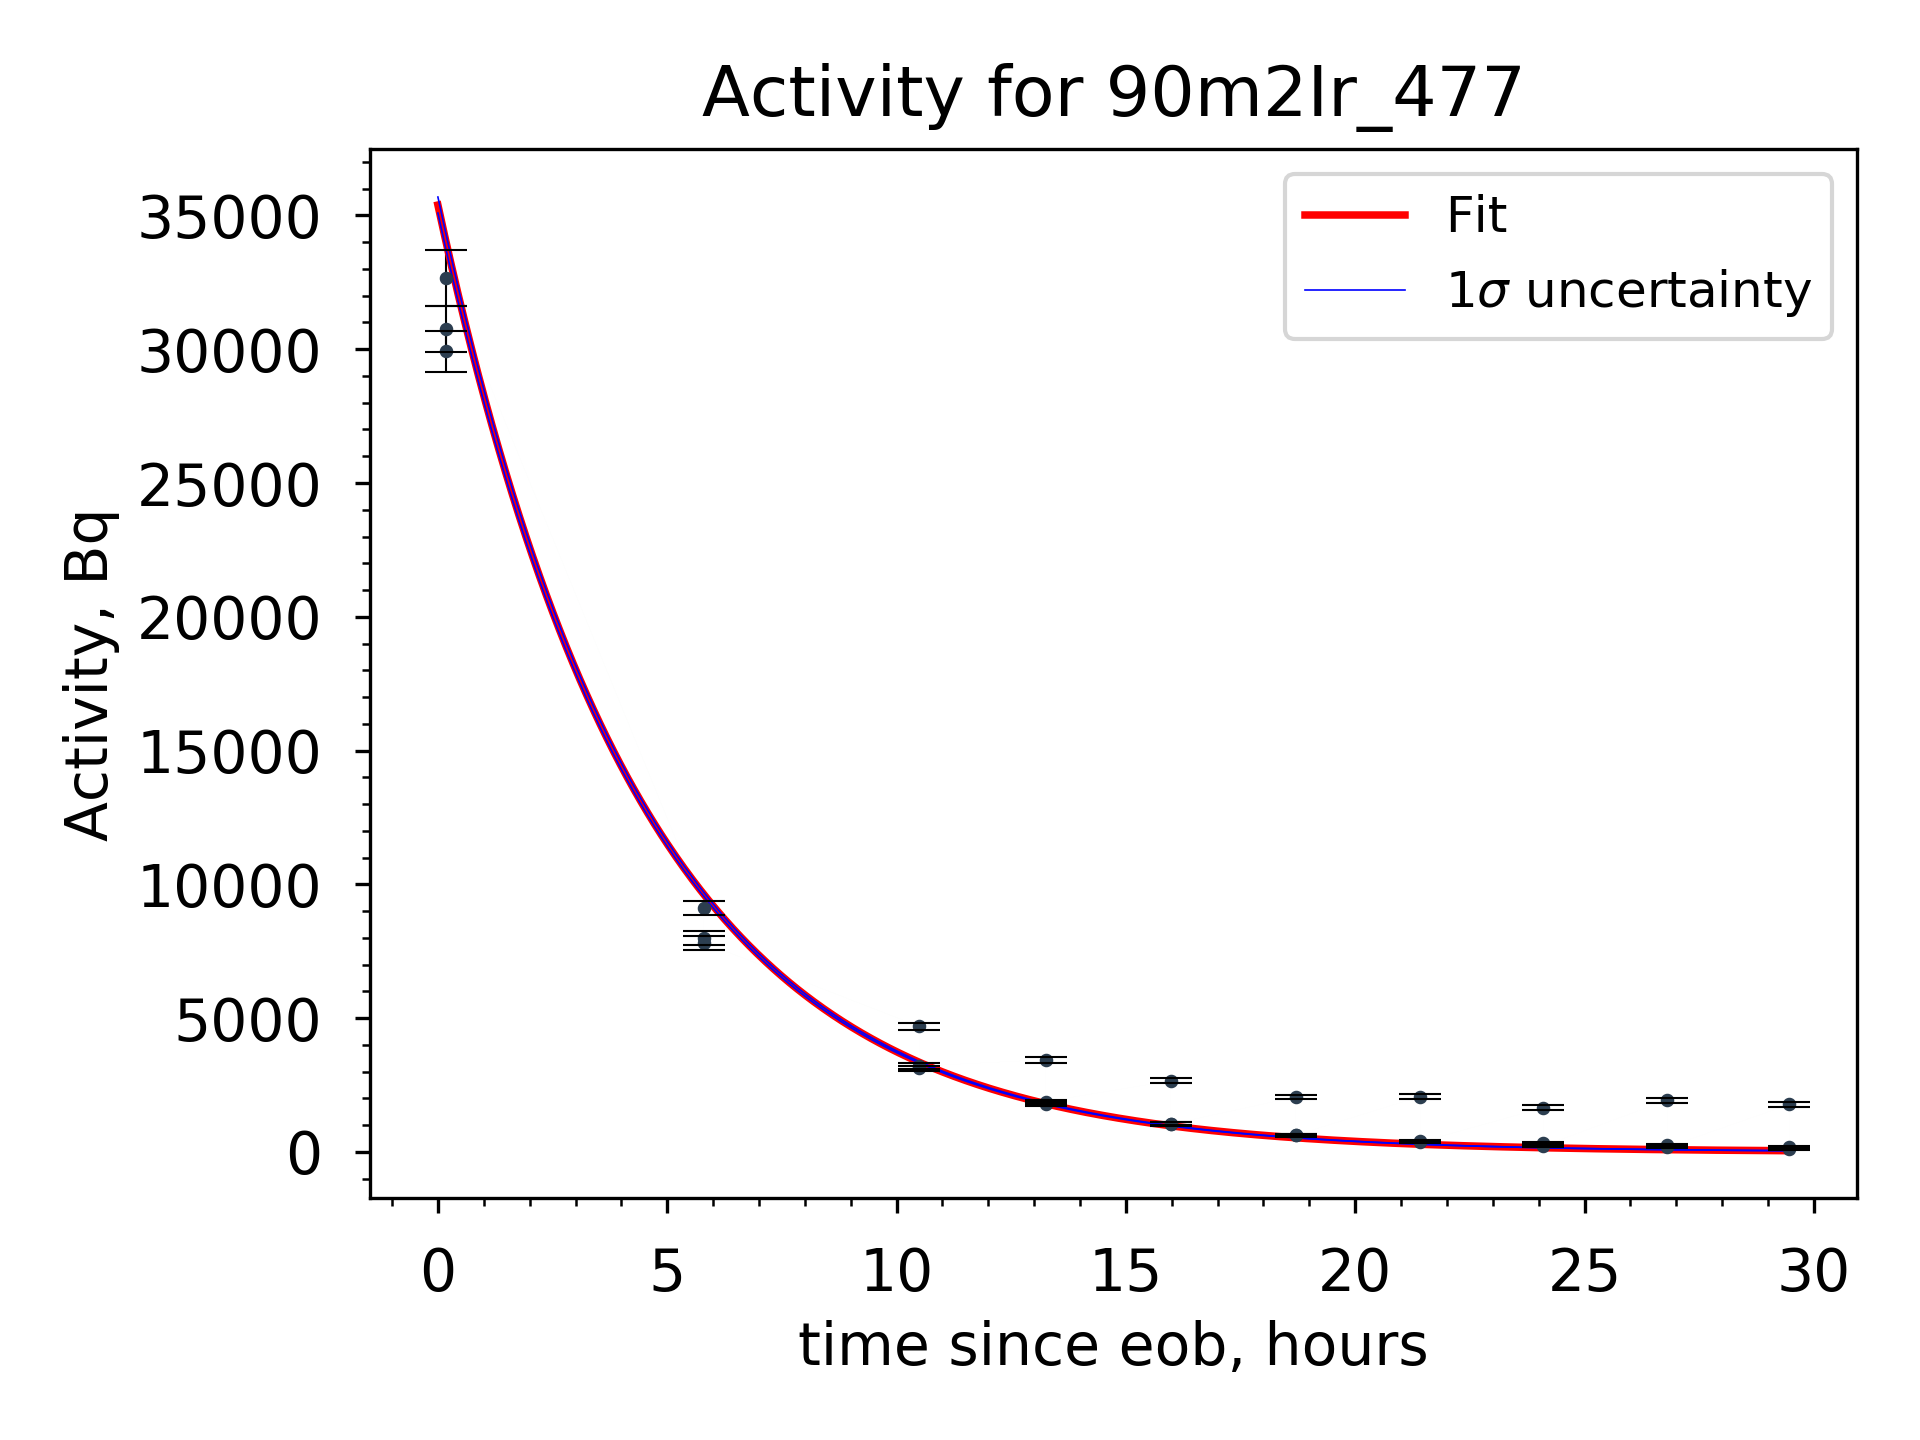 Activity for 90m2Ir_477
Fit
1σ uncertainty
Activity, Bq
35000
30000
25000
20000
15000
10000
5000
0
0 5 10 15 20 25 30
time since eob, hours